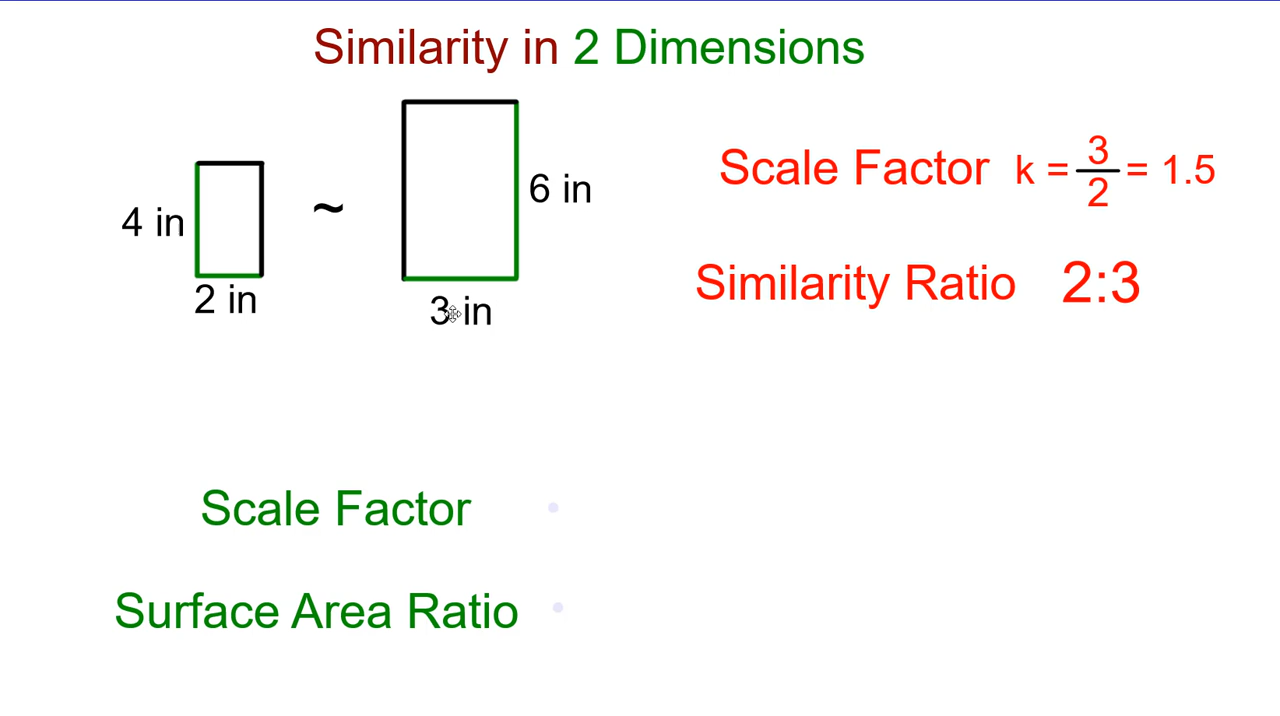 Similarity in 2 Dimensions
4 in
2 in
~
6 in
3 in
Scale Factor k = 3/2 = 1.5
Similarity Ratio 2:3
Scale Factor
Surface Area Ratio